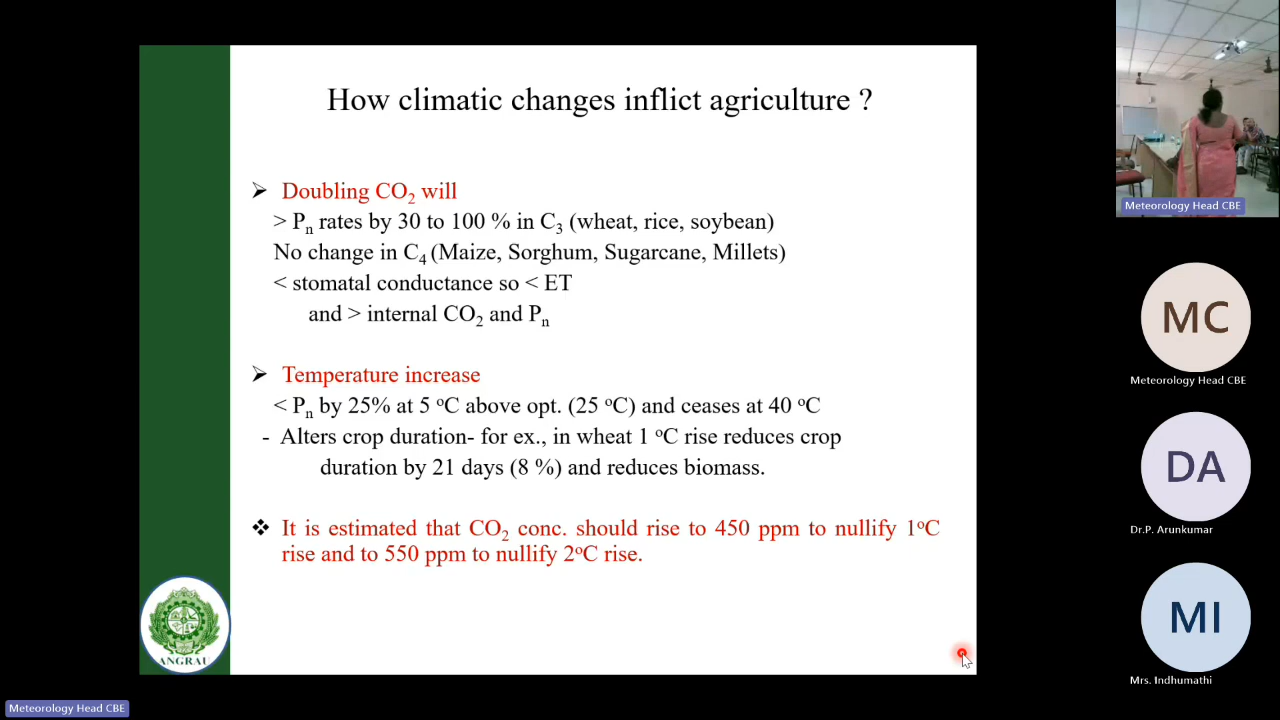 How climatic changes inflict agriculture ?
➢ Doubling CO₂ will
> Pₙ rates by 30 to 100 % in C₃ (wheat, rice, soybean)
No change in C₄ (Maize, Sorghum, Sugarcane, Millets)
< stomatal conductance so < ET
and > internal CO₂ and Pₙ
➢ Temperature increase
< Pₙ by 25% at 5 ᵒC above opt. (25 ᵒC) and ceases at 40 ᵒC
- Alters crop duration- for ex., in wheat 1 ᵒC rise reduces crop
duration by 21 days (8 %) and reduces biomass.
❖ It is estimated that CO₂ conc. should rise to 450 ppm to nullify 1ᵒC
rise and to 550 ppm to nullify 2ᵒC rise.
ANGRAU
Meteorology Head CBE
MC
Meteorology Head CBE
DA
Dr.P. Arunkumar
MI
Mrs. Indhumathi
Meteorology Head CBE